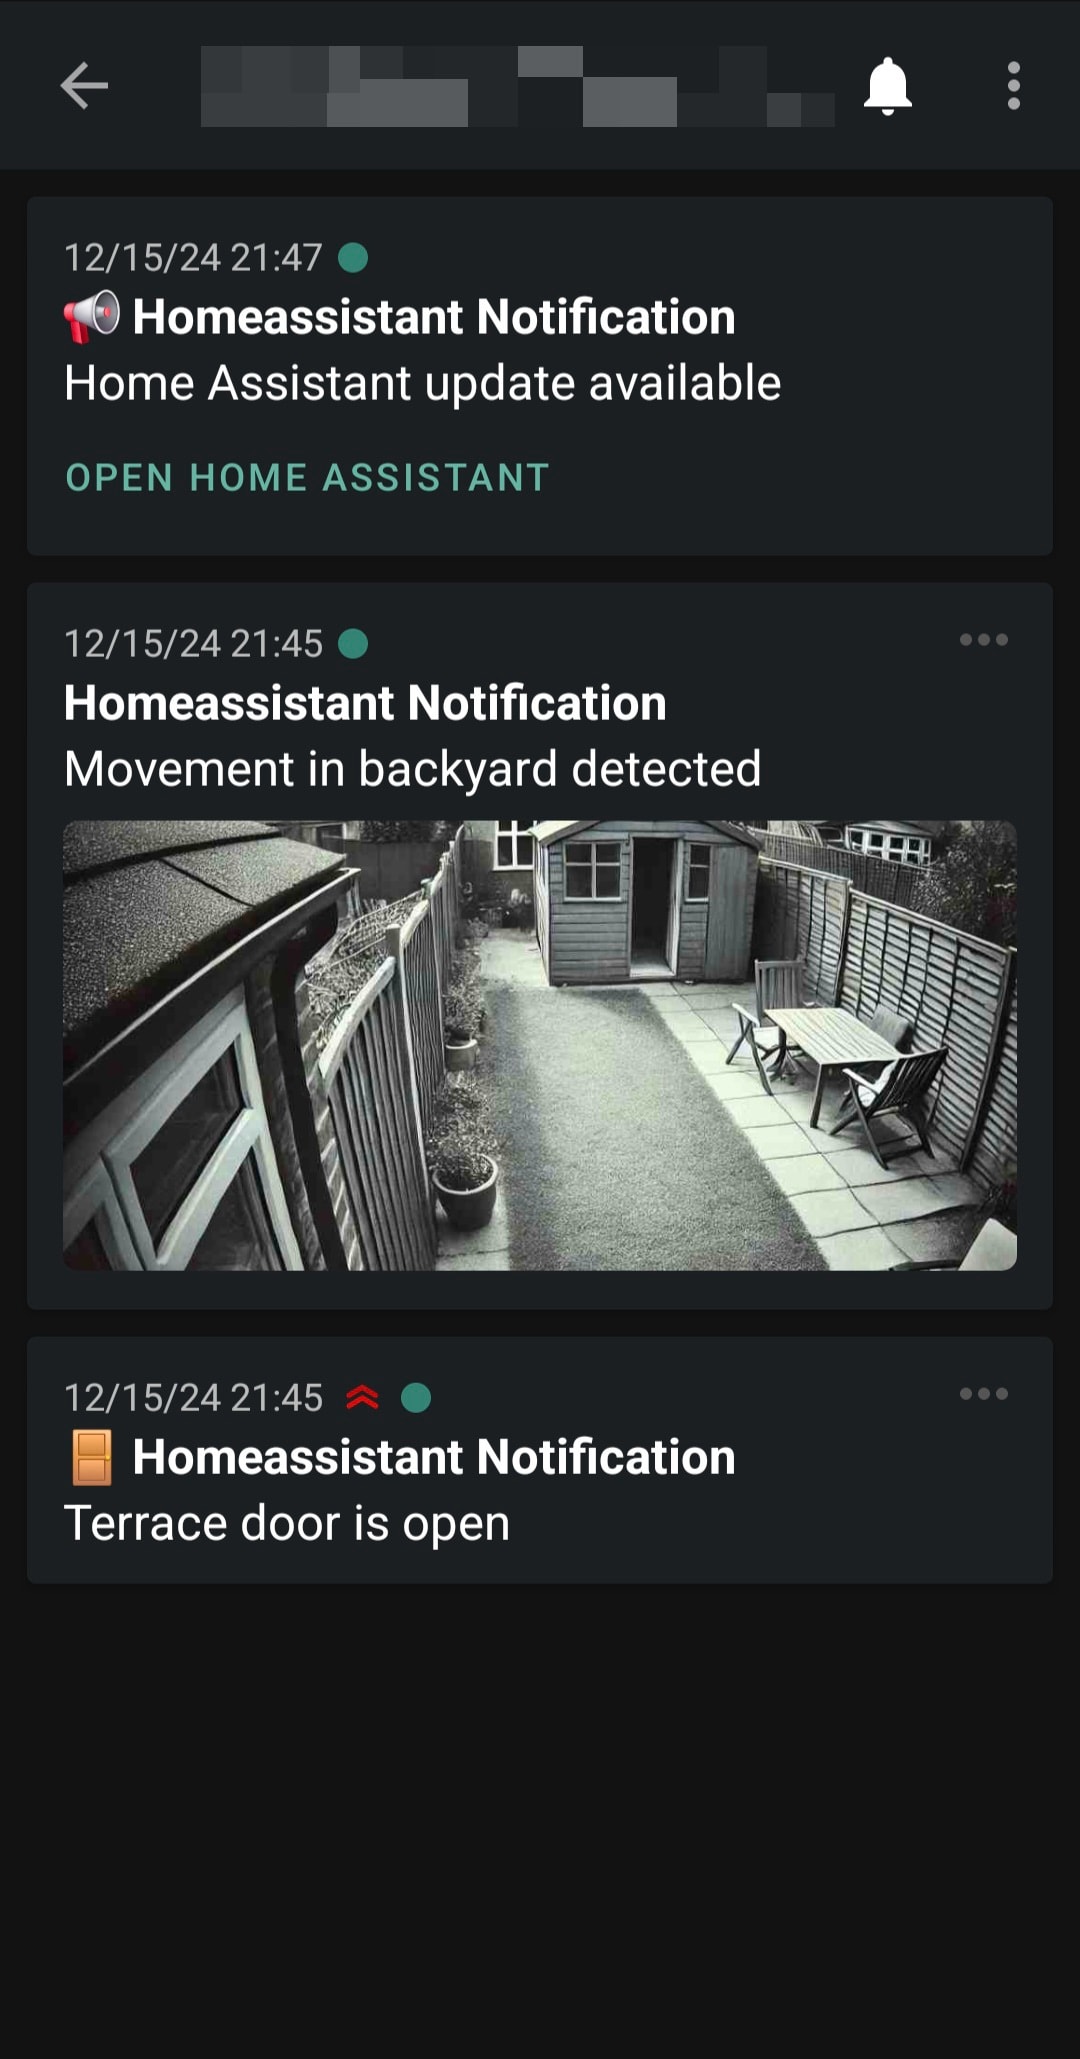 12/15/24 21:47
📢 Homeassistant Notification
Home Assistant update available
OPEN HOME ASSISTANT
12/15/24 21:45
Homeassistant Notification
Movement in backyard detected
12/15/24 21:45
🚪 Homeassistant Notification
Terrace door is open